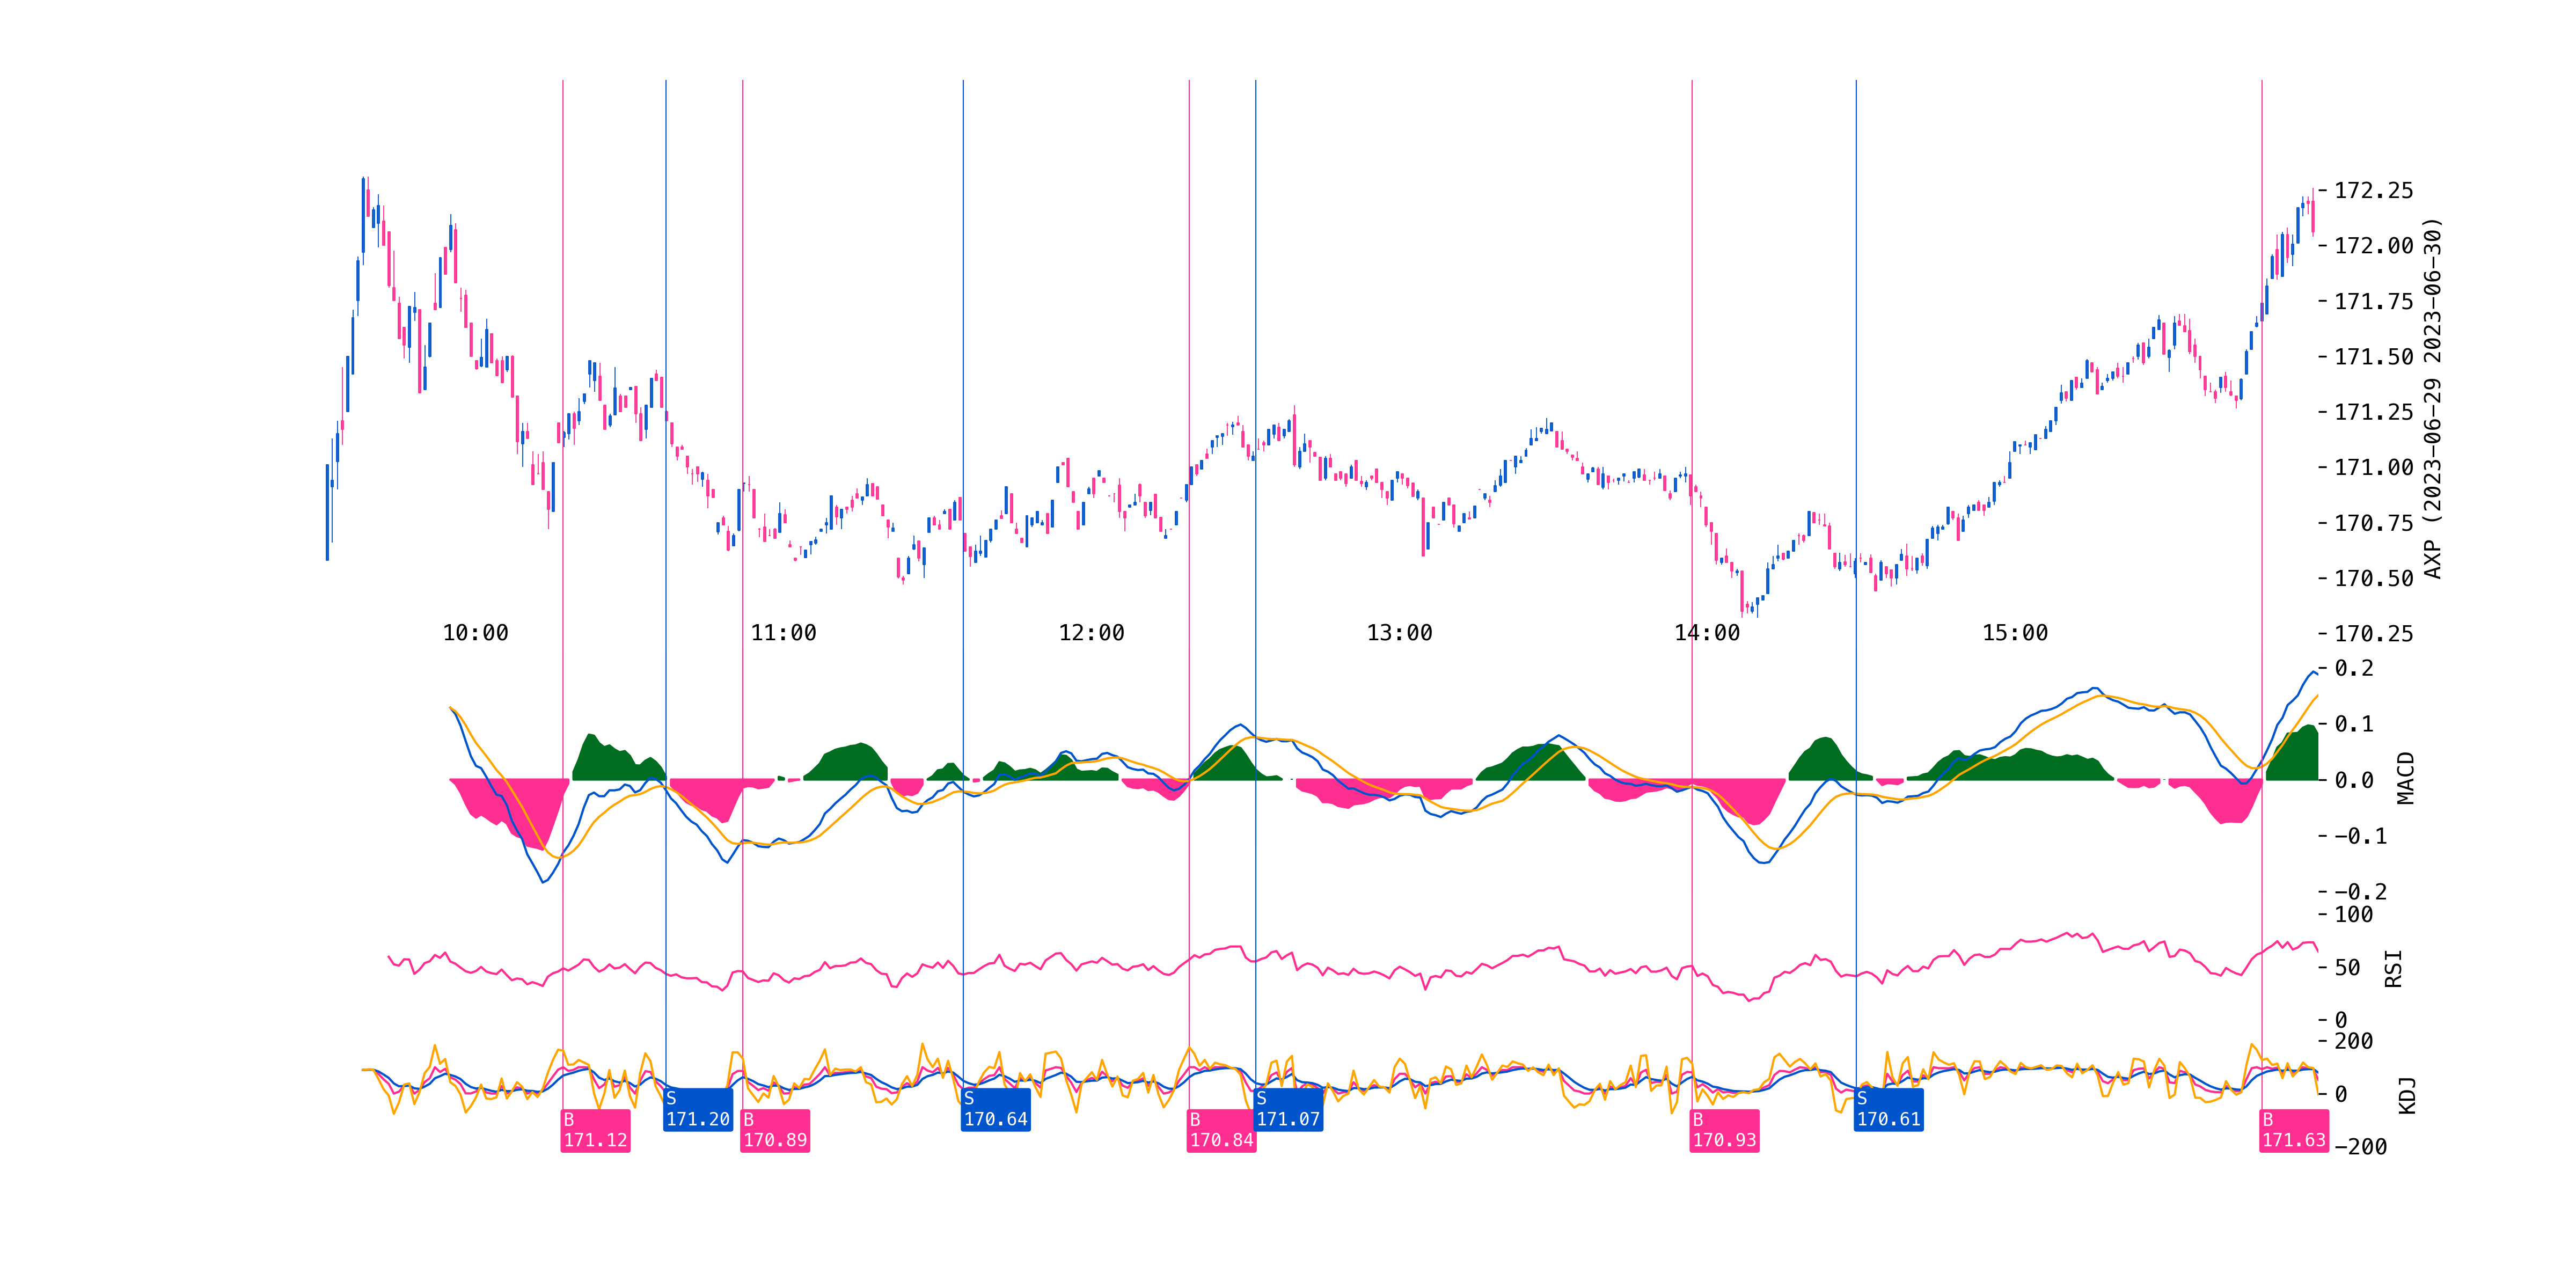 172.25
172.00
171.75
171.50
171.25
171.00
170.75
170.50
170.25
AXP (2023-06-29 2023-06-30)
10:00 11:00 12:00 13:00 14:00 15:00
0.2
0.1
0.0
−0.1
−0.2
MACD
100
50
0
RSI
200
0
−200
KDJ
B
171.12
S
171.20
B
170.89
S
170.64
B
170.84
S
171.07
B
170.93
S
170.61
B
171.63